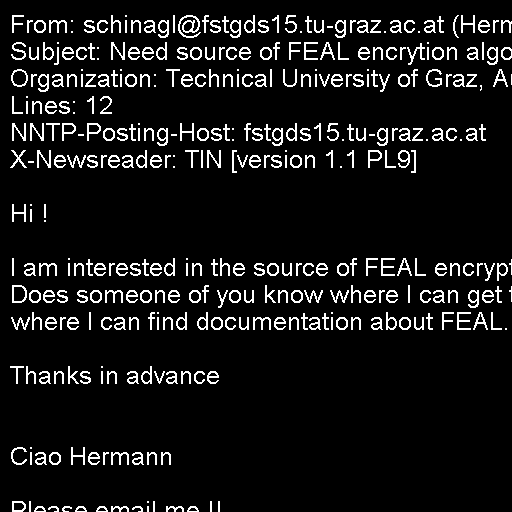 From: schinagl@fstgds15.tu-graz.ac.at (Herm
Subject: Need source of FEAL encrytion algo
Organization: Technical University of Graz, Au
Lines: 12
NNTP-Posting-Host: fstgds15.tu-graz.ac.at
X-Newsreader: TIN [version 1.1 PL9]

Hi !

I am interested in the source of FEAL encrypt
Does someone of you know where I can get t
where I can find documentation about FEAL.

Thanks in advance

Ciao Hermann

Please email me !!